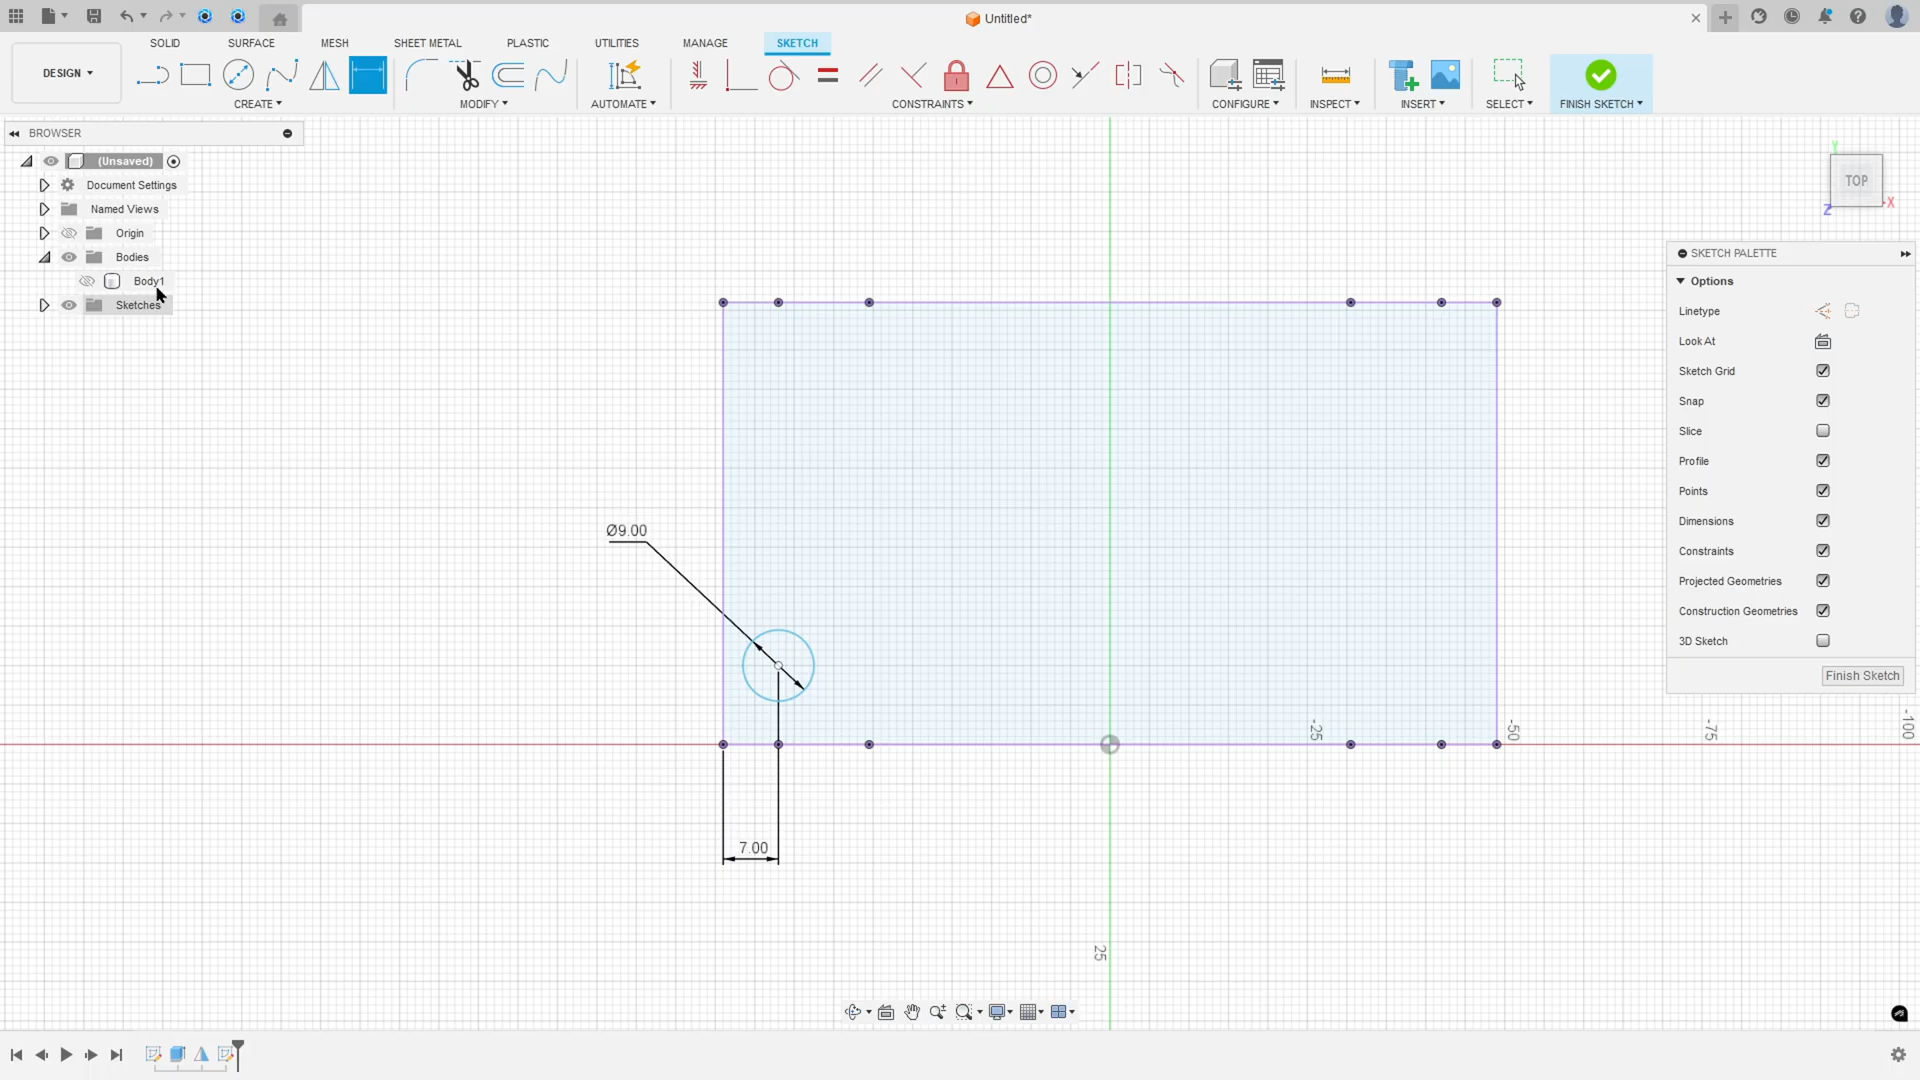 Untitled*
SOLID
SURFACE
MESH
SHEET METAL
PLASTIC
UTILITIES
MANAGE
SKETCH
DESIGN
CREATE
MODIFY
AUTOMATE
CONSTRAINTS
CONFIGURE
INSPECT
INSERT
SELECT
FINISH SKETCH
BROWSER
(Unsaved)
Document Settings
Named Views
Origin
Bodies
Body1
Sketches
Y
TOP
X
Z
SKETCH PALETTE
Options
Linetype
Look At
Sketch Grid
Snap
Slice
Profile
Points
Dimensions
Constraints
Projected Geometries
Construction Geometries
3D Sketch
Finish Sketch
Ø9.00
-25
-50
-75
-100
7.00
25